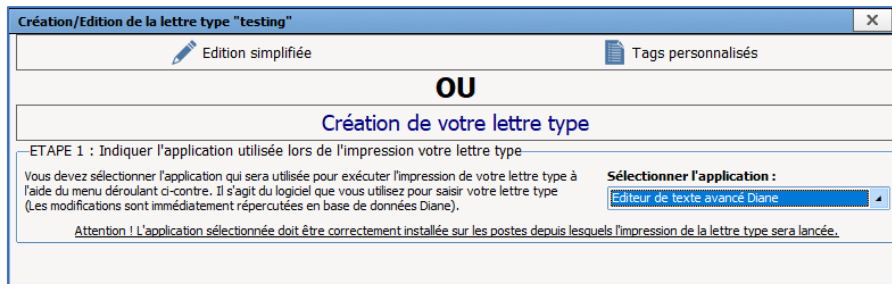 Création/Edition de la lettre type "testing"
Edition simplifiée
Tags personnalisés
OU
Création de votre lettre type
ETAPE 1 : Indiquer l'application utilisée lors de l'impression votre lettre type
Vous devez sélectionner l'application qui sera utilisée pour exécuter l'impression de votre lettre type à
l'aide du menu déroulant ci-contre. Il s'agit du logiciel que vous utilisez pour saisir votre lettre type
(Les modifications sont immédiatement répercutées en base de données Diane).
Sélectionner l'application :
Editeur de texte avancé Diane
Attention ! L'application sélectionnée doit être correctement installée sur les postes depuis lesquels l'impression de la lettre type sera lancée.